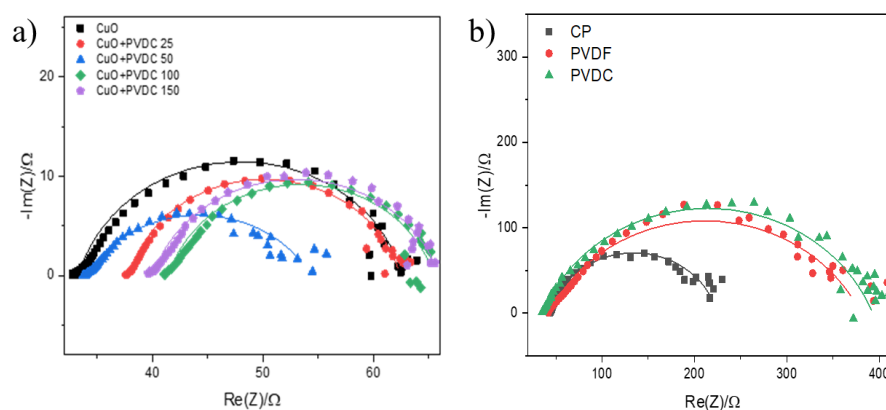 a)
CuO
CuO+PVDC 25
CuO+PVDC 50
CuO+PVDC 100
CuO+PVDC 150
-Im(Z)/Ω
20
10
0
40
50
60
Re(Z)/Ω
b)
CP
PVDF
PVDC
-Im(Z)/Ω
300
200
100
0
100
200
300
400
Re(Z)/Ω